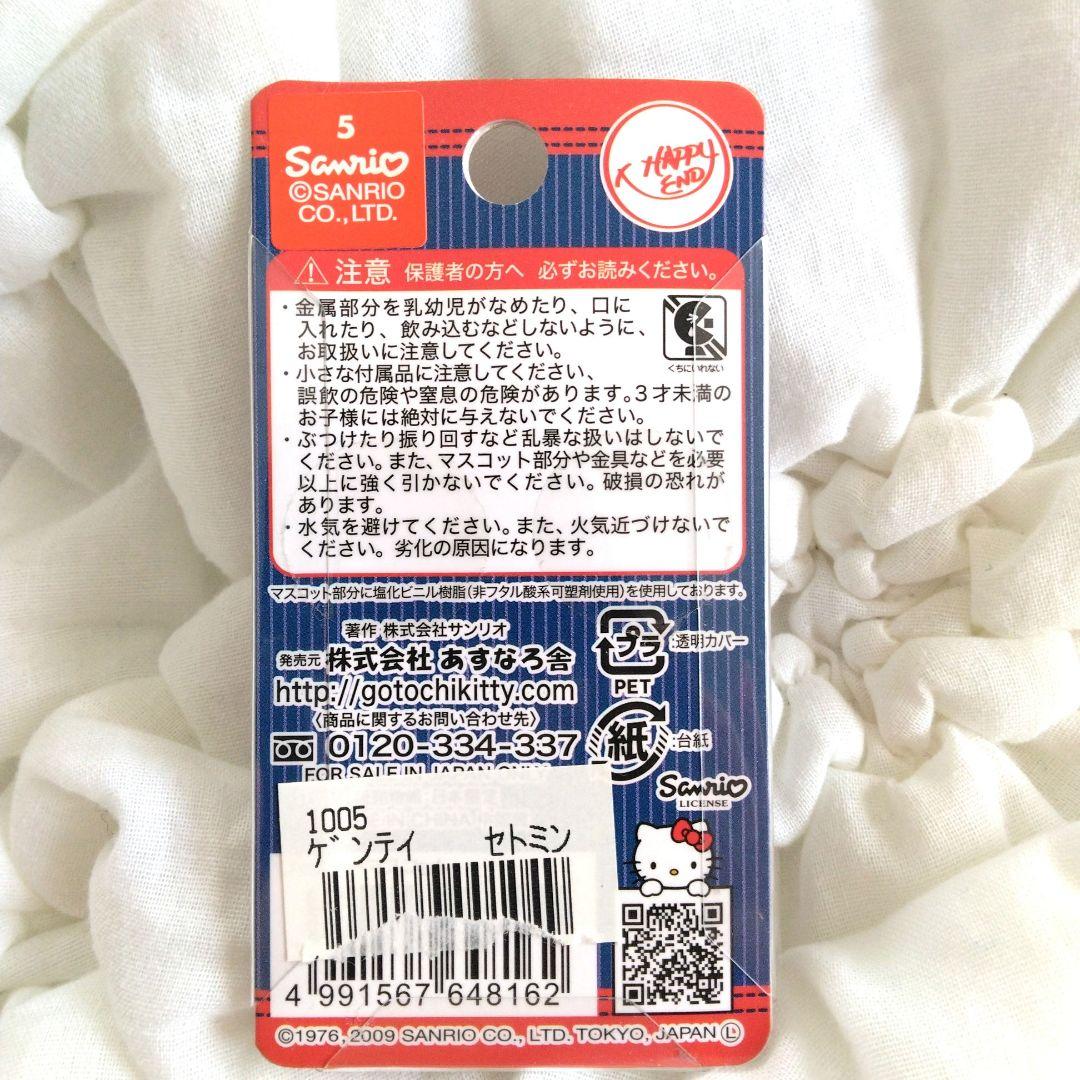 5
Sanrio
©SANRIO
CO., LTD.
HAPPY
END
注意 保護者の方へ 必ずお読みください。
・金属部分を乳幼児がなめたり、口に
入れたり、飲み込むなどしないように、
お取扱いに注意してください。
くちにいれない
・小さな付属品に注意してください、
誤飲の危険や窒息の危険があります。3才未満の
お子様には絶対に与えないでください。
・ぶつけたり振り回すなど乱暴な扱いはしないで
ください。また、マスコット部分や金具などを必要
以上に強く引かないでください。破損の恐れが
あります。
・水気を避けてください。また、火気近づけないで
ください。劣化の原因になります。
マスコット部分に塩化ビニル樹脂(非フタル酸系可塑剤使用)を使用しております。
著作 株式会社サンリオ
発売元 株式会社 あすなろ舎
http://gotochikitty.com
〈商品に関するお問い合わせ先〉
0120-334-337
FOR SALE IN JAPAN ONLY
プラ :透明カバー
PET
紙 :台紙
Sanrio
LICENSE
1005
ゲンテイ セトミン
4 991567 648162
©1976, 2009 SANRIO CO., LTD. TOKYO, JAPAN Ⓛ